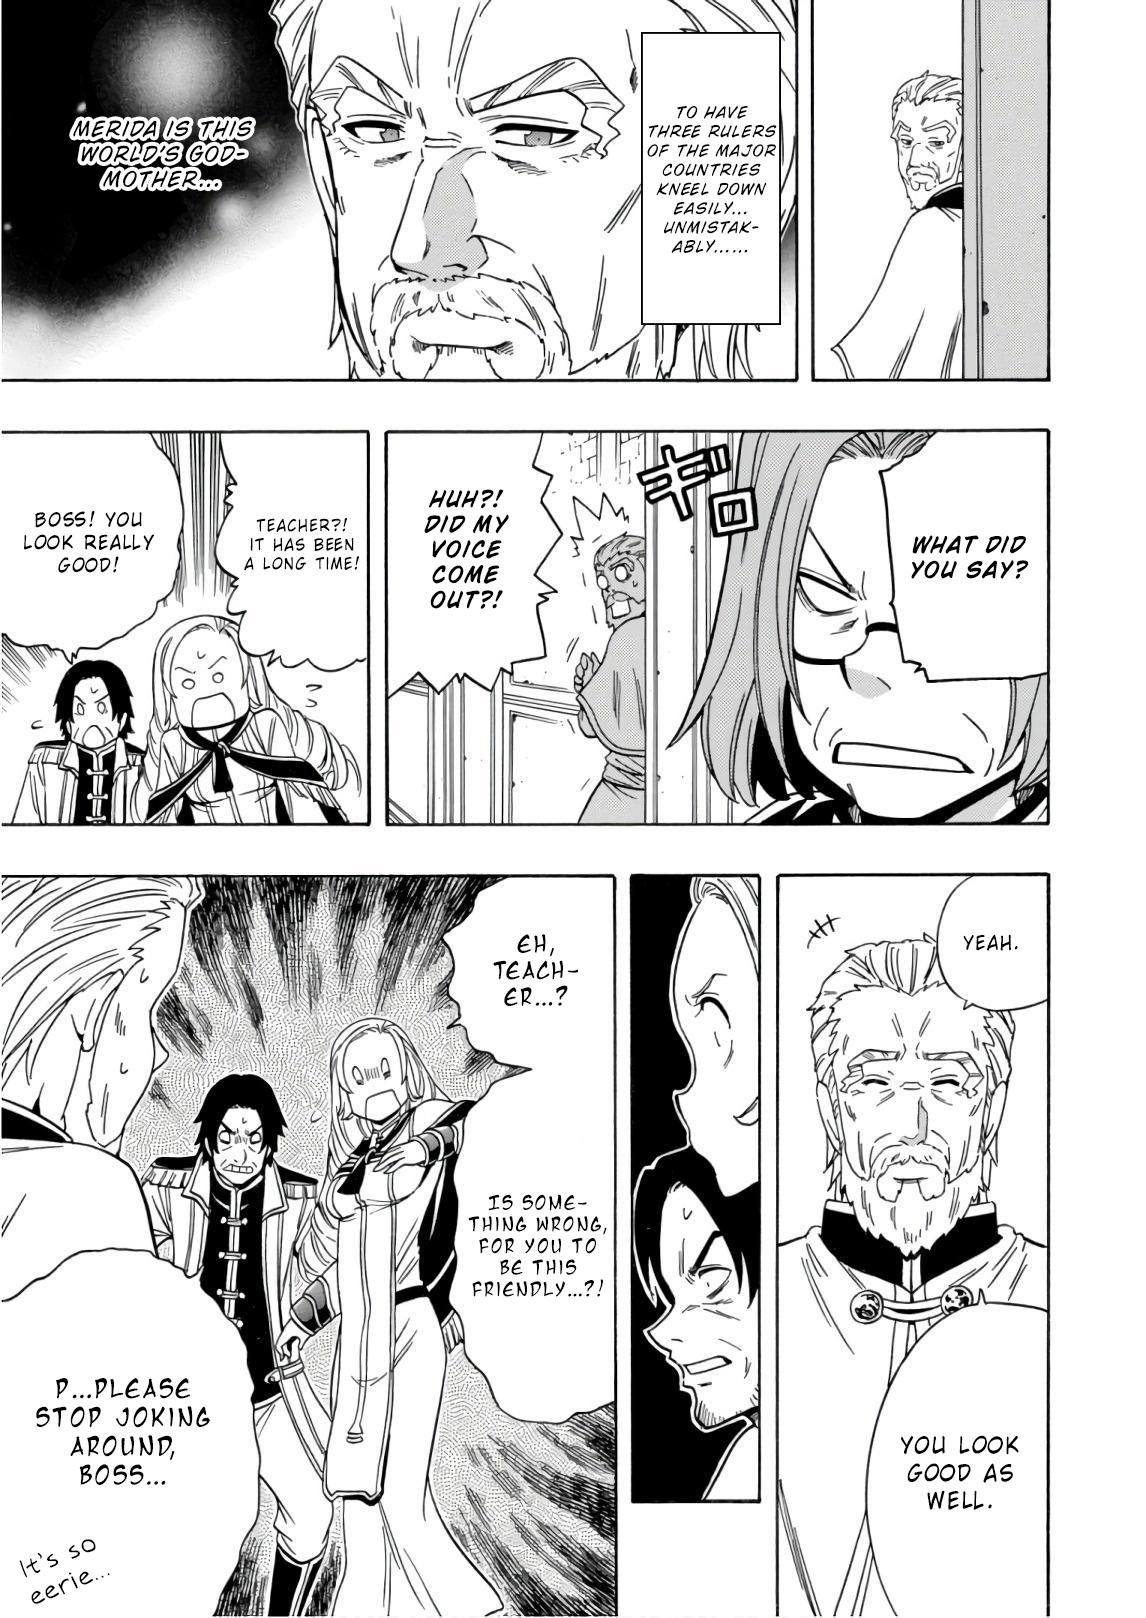 TO HAVE
THREE RULERS
OF THE MAJOR
COUNTRIES
KNEEL DOWN
EASILY...
UNMISTAK-
ABLY......
MERIDA IS THIS
WORLD'S GOD-
MOTHER...
WHAT DID
YOU SAY?
ギロ
HUH?!
DID MY
VOICE
COME
OUT?!
TEACHER?!
IT HAS BEEN
A LONG TIME!
BOSS! YOU
LOOK REALLY
GOOD!
YEAH.
YOU LOOK
GOOD AS
WELL.
EH,
TEACH-
ER...?
IS SOME-
THING WRONG,
FOR YOU TO
BE THIS
FRIENDLY...?!
P...PLEASE
STOP JOKING
AROUND,
BOSS...
It's so
eerie...